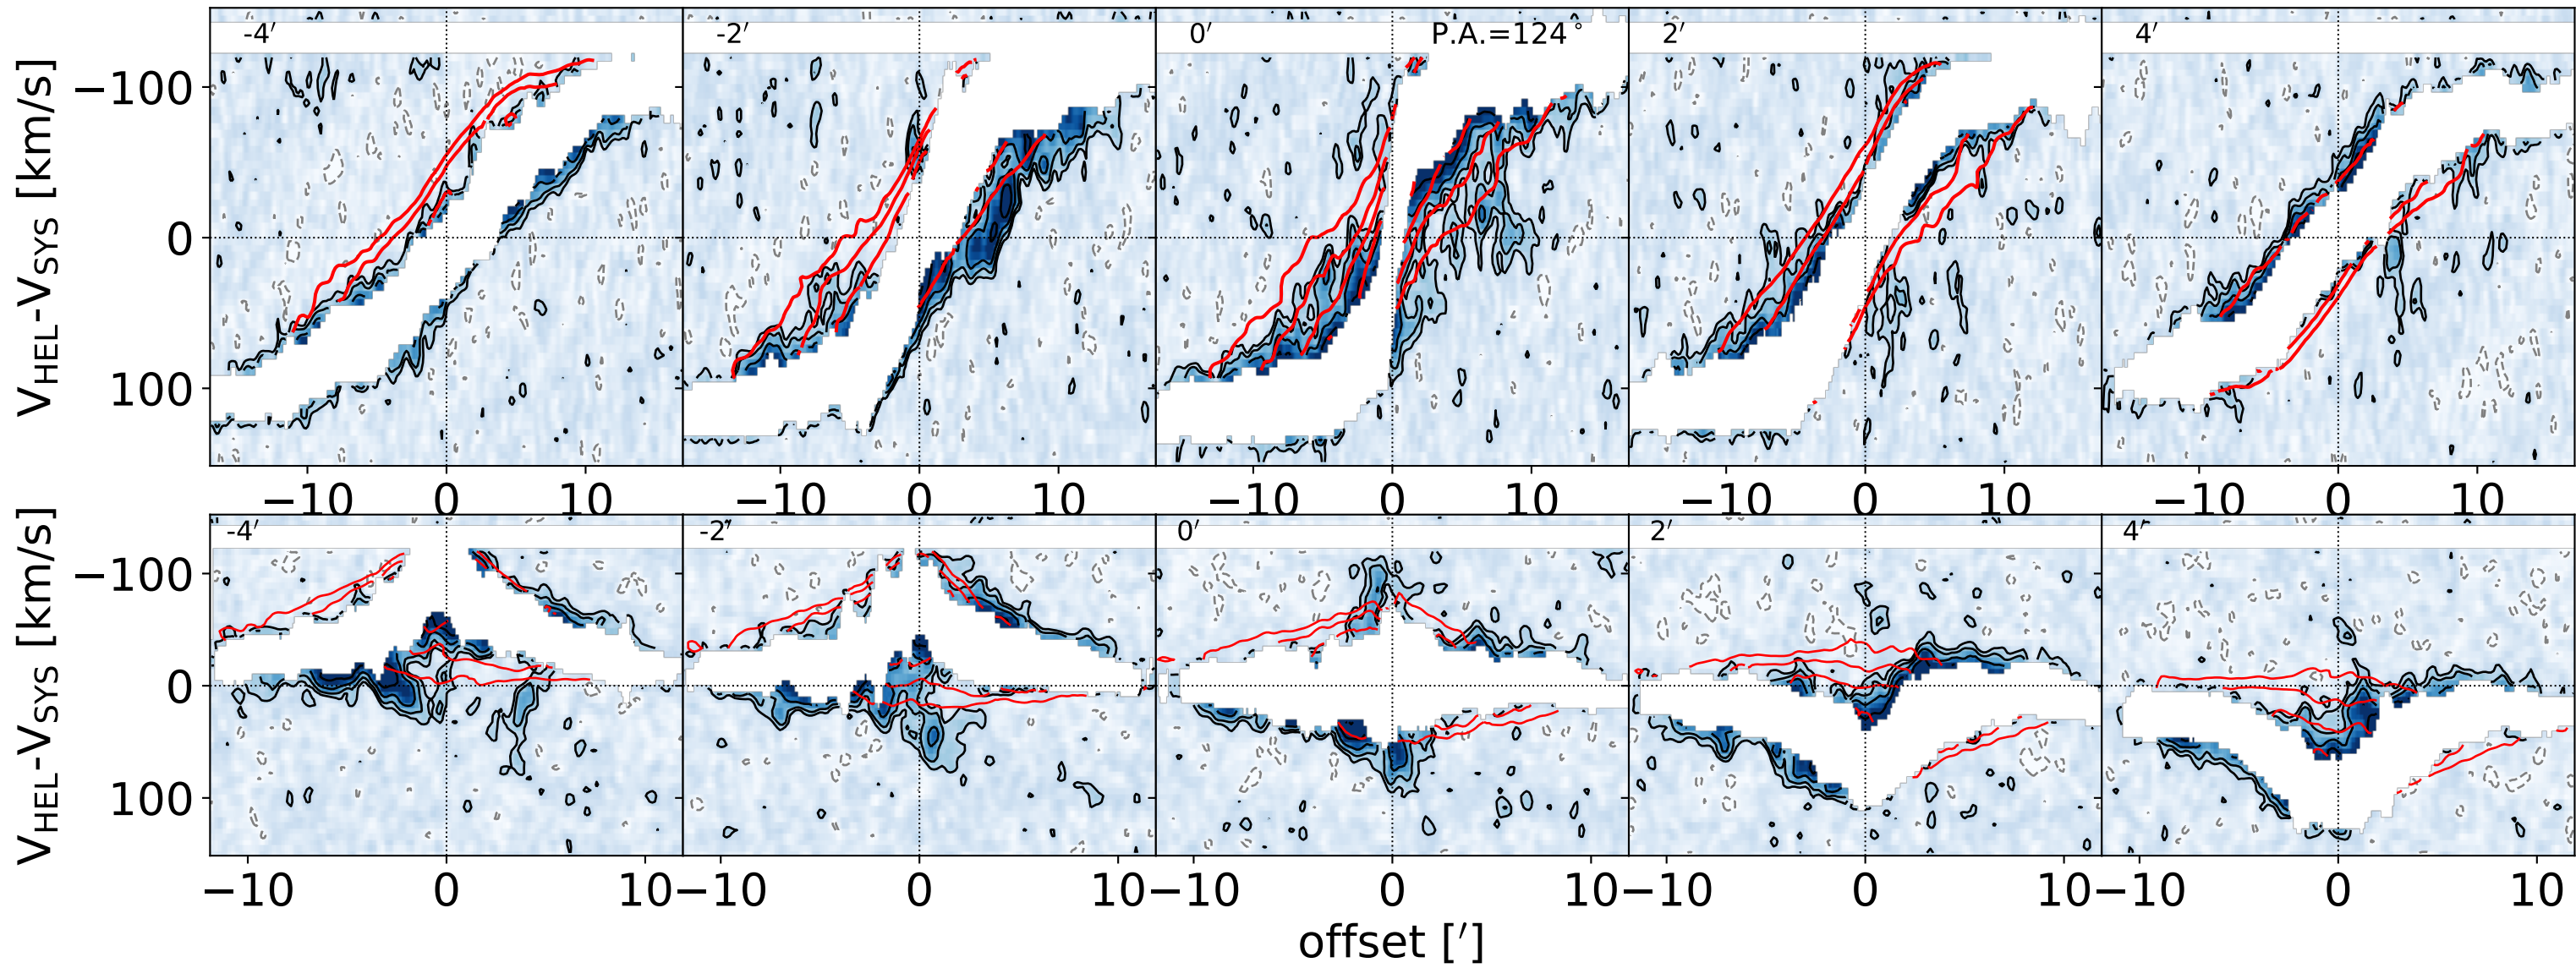 -4′ -2′ 0′ P.A.=124° 2′ 4′
V_HEL-V_SYS [km/s]
−100
0
100
−10 0 10 −10 0 10 −10 0 10 −10 0 10 −10 0 10
-4′ -2′ 0′ 2′ 4′
V_HEL-V_SYS [km/s]
−100
0
100
−10 0 10 −10 0 10 −10 0 10 −10 0 10 −10 0 10
offset [′]